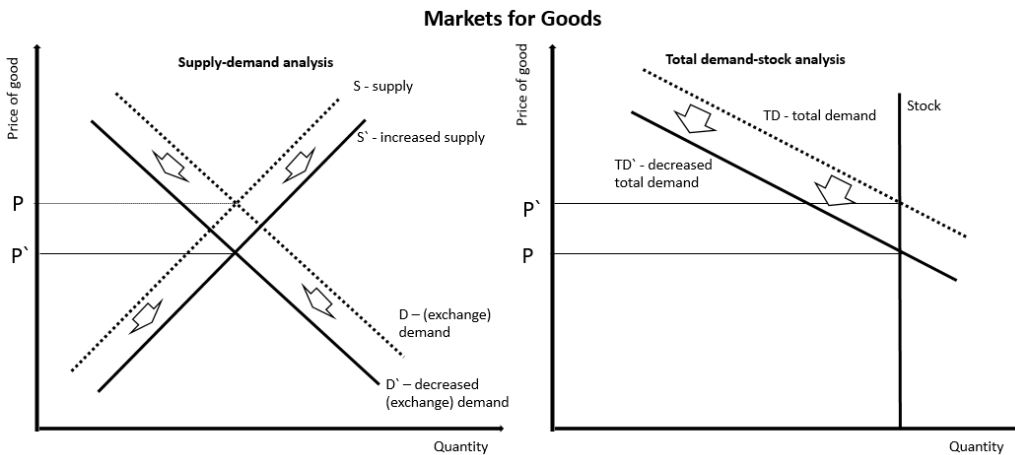 Markets for Goods
Price of good
Supply-demand analysis
S - supply
S` - increased supply
P
P`
D – (exchange)
demand
D` – decreased
(exchange) demand
Quantity
Price of good
Total demand-stock analysis
TD - total demand
Stock
TD` - decreased
total demand
P`
P
Quantity